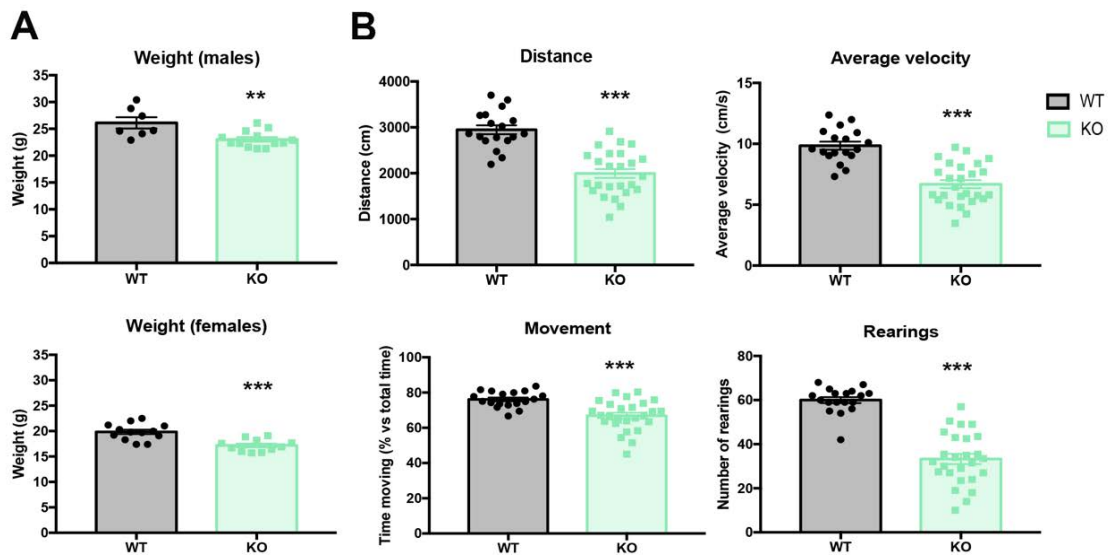 A
B
Weight (males)
35
30
25
20
15
10
5
0
Weight (g)
**
WT
KO
Distance
4000
3000
2000
1000
0
Distance (cm)
***
WT
KO
Average velocity
15
10
5
0
Average velocity (cm/s)
***
WT
KO
WT
KO
Weight (females)
35
30
25
20
15
10
5
0
Weight (g)
***
WT
KO
Movement
100
80
60
40
20
0
Time moving (% vs total time)
***
WT
KO
Rearings
80
60
40
20
0
Number of rearings
***
WT
KO